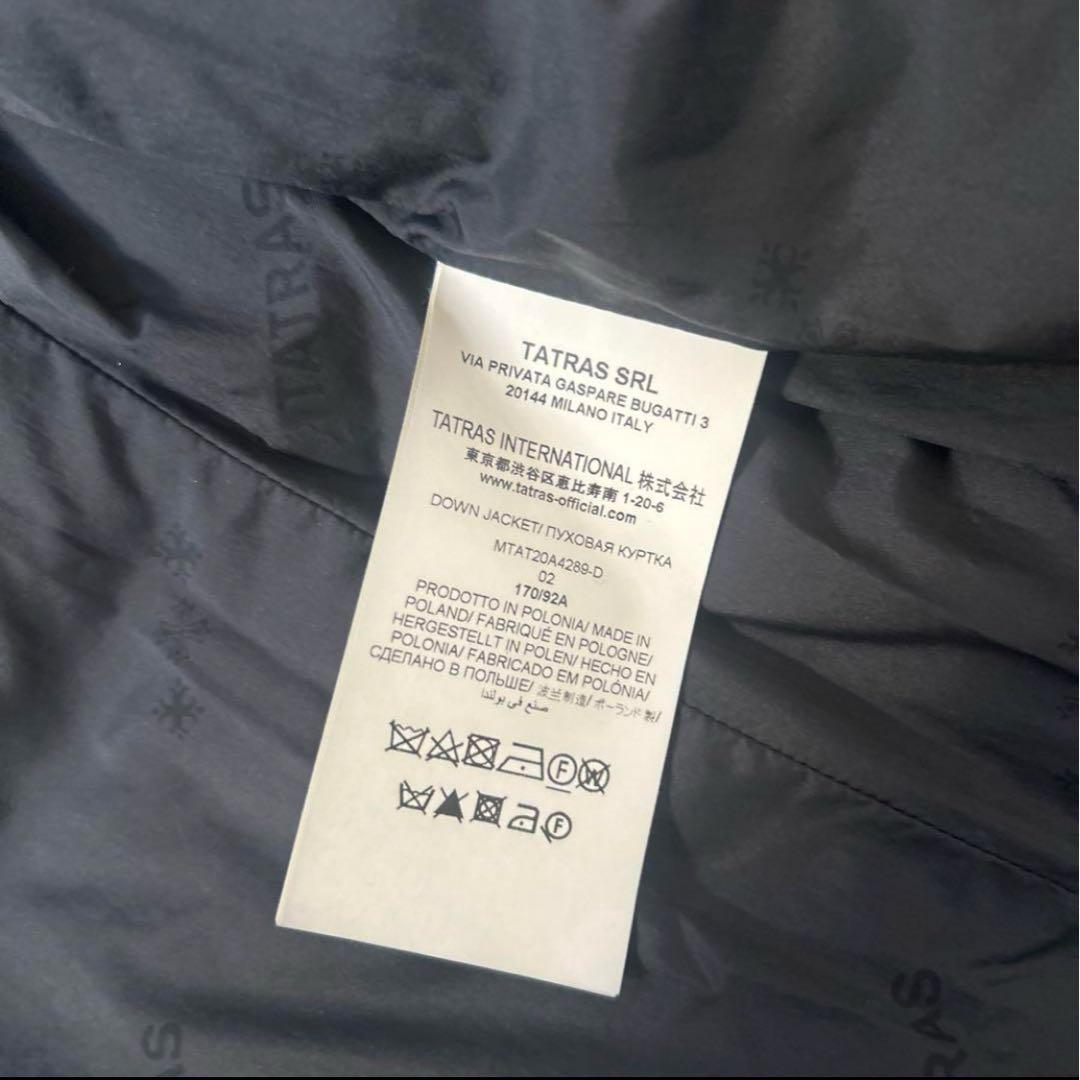 TATRAS
TATRAS SRL
VIA PRIVATA GASPARE BUGATTI 3
20144 MILANO ITALY
TATRAS INTERNATIONAL 株式会社
東京都渋谷区恵比寿南 1-20-6
www.tatras-official.com
DOWN JACKET/ ПУХОВАЯ КУРТКА
MTAT20A4289-D
02
170/92A
PRODOTTO IN POLONIA/ MADE IN
POLAND/ FABRIQUÉ EN POLOGNE/
HERGESTELLT IN POLEN/ HECHO EN
POLONIA/ FABRICADO EM POLÔNIA/
СДЕЛАНО В ПОЛЬШЕ/ 波兰制造/ ポーランド製/
صنع في بولندا
F W
F
RAS
S